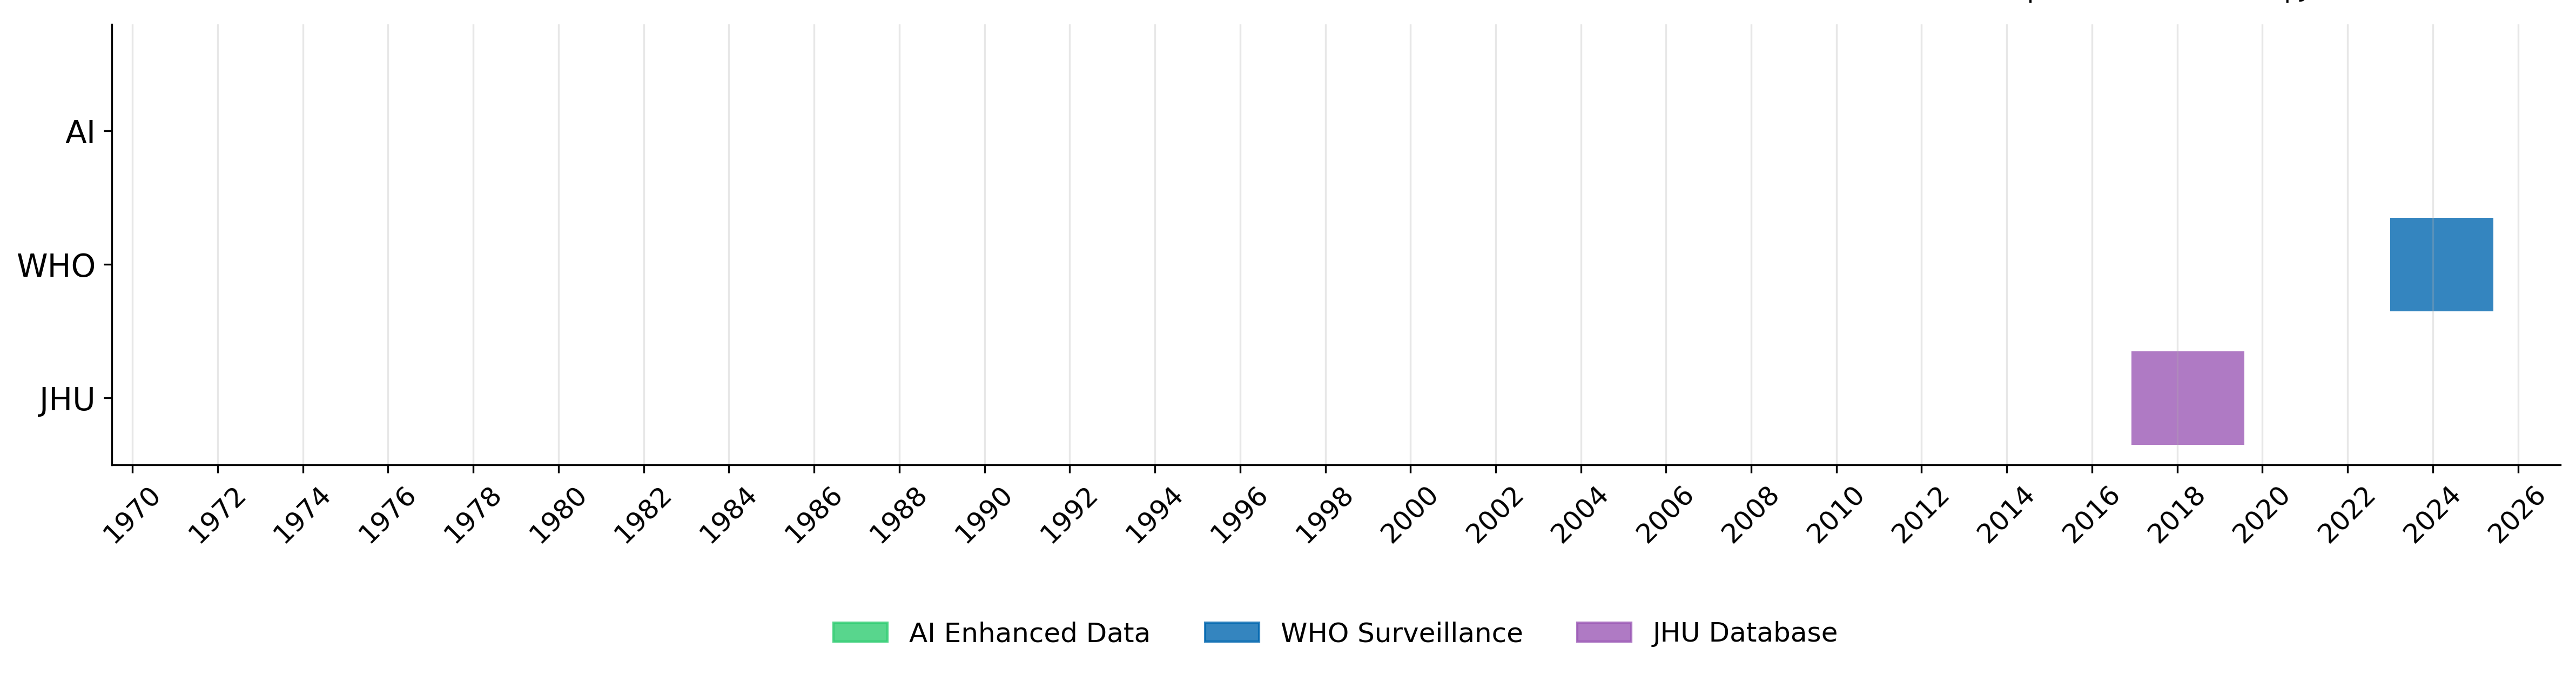 AI
WHO
JHU
1970 1972 1974 1976 1978 1980 1982 1984 1986 1988 1990 1992 1994 1996 1998 2000 2002 2004 2006 2008 2010 2012 2014 2016 2018 2020 2022 2024 2026
AI Enhanced Data WHO Surveillance JHU Database